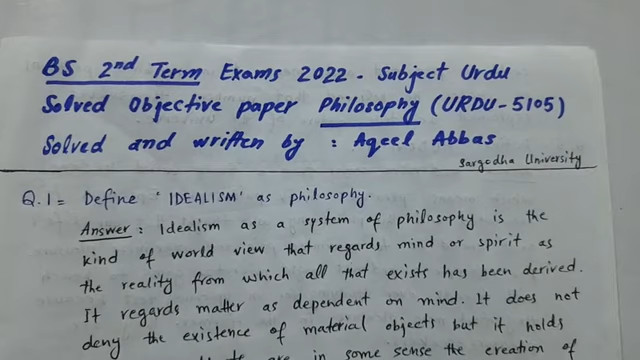 BS 2nd Term Exams 2022 - Subject Urdu
Solved Objective paper Philosophy (URDU-5105)
Solved and written by : Aqeel Abbas
Sargodha University
Q.1= Define 'IDEALISM' as philosophy.
Answer: Idealism as a system of philosophy is the
kind of world view that regards mind or spirit as
the reality from which all that exists has been derived.
It regards matter as dependent on mind. It does not
deny the existence of material objects but it holds
are in some sense the creation of